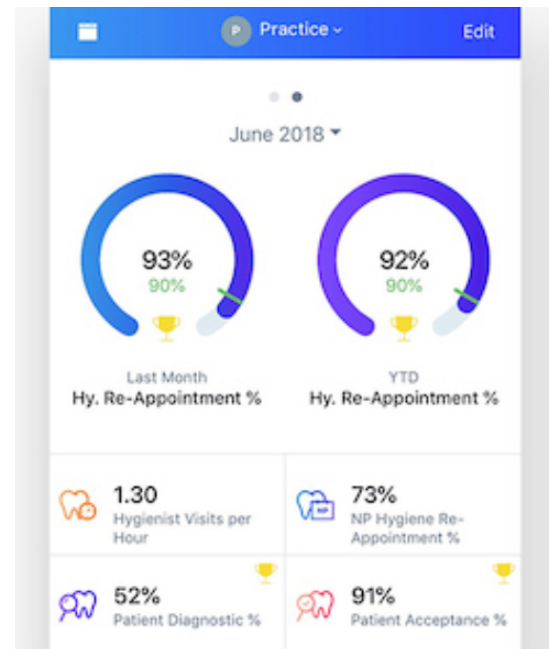 P Practice Edit
June 2018
93% 92%
90% 90%
Last Month YTD
Hy. Re-Appointment % Hy. Re-Appointment %
1.30 73%
Hygienist Visits per NP NP Hygiene Re-
Hour Appointment %
52% 91%
Patient Diagnostic % Patient Acceptance %